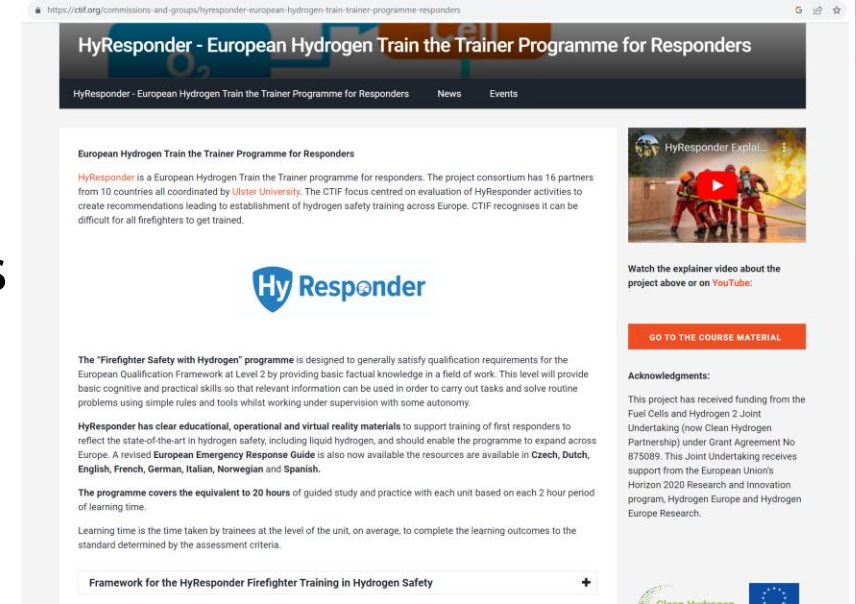 https://ctif.org/commissions-and-groups/hyresponder-european-hydrogen-train-trainer-programme-responders
HyResponder - European Hydrogen Train the Trainer Programme for Responders
HyResponder - European Hydrogen Train the Trainer Programme for Responders News Events
European Hydrogen Train the Trainer Programme for Responders
HyResponder is a European Hydrogen Train the Trainer programme for responders. The project consortium has 16 partners
from 10 countries all coordinated by Ulster University. The CTIF focus centred on evaluation of HyResponder activities to
create recommendations leading to establishment of hydrogen safety training across Europe. CTIF recognises it can be
difficult for all firefighters to get trained.
Hy Responder
The "Firefighter Safety with Hydrogen" programme is designed to generally satisfy qualification requirements for the
European Qualification Framework at Level 2 by providing basic factual knowledge in a field of work. This level will provide
basic cognitive and practical skills so that relevant information can be used in order to carry out tasks and solve routine
problems using simple rules and tools whilst working under supervision with some autonomy.
HyResponder has clear educational, operational and virtual reality materials to support training of first responders to
reflect the state-of-the-art in hydrogen safety, including liquid hydrogen, and should enable the programme to expand across
Europe. A revised European Emergency Response Guide is also now available the resources are available in Czech, Dutch,
English, French, German, Italian, Norwegian and Spanish.
The programme covers the equivalent to 20 hours of guided study and practice with each unit based on each 2 hour period
of learning time.
Learning time is the time taken by trainees at the level of the unit, on average, to complete the learning outcomes to the
standard determined by the assessment criteria.
Framework for the HyResponder Firefighter Training in Hydrogen Safety +
HyResponder Explai...
Watch the explainer video about the
project above or on YouTube:
GO TO THE COURSE MATERIAL
Acknowledgments:
This project has received funding from the
Fuel Cells and Hydrogen 2 Joint
Undertaking (now Clean Hydrogen
Partnership) under Grant Agreement No
875089. This Joint Undertaking receives
support from the European Union's
Horizon 2020 Research and Innovation
program, Hydrogen Europe and Hydrogen
Europe Research.